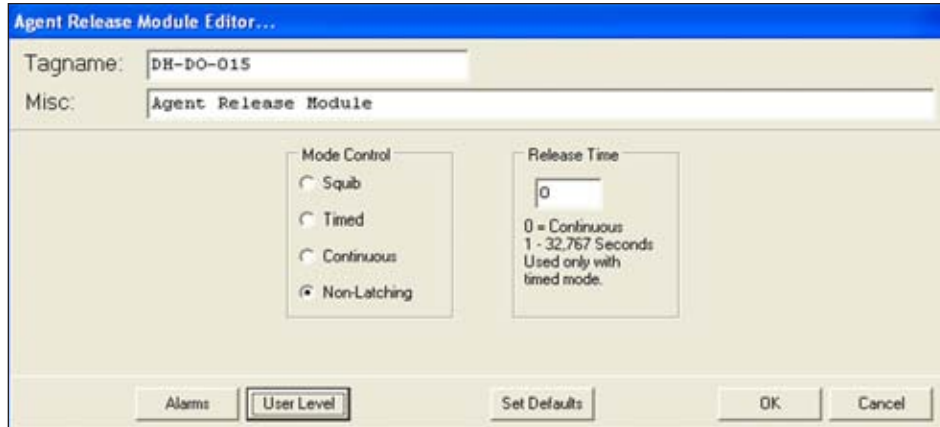 Agent Release Module Editor...
Tagname: DH-DO-015
Misc: Agent Release Module
Mode Control
Squib
Timed
Continuous
Non-Latching
Release Time
0
0 = Continuous
1 - 32,767 Seconds
Used only with
timed mode.
Alarms User Level Set Defaults OK Cancel